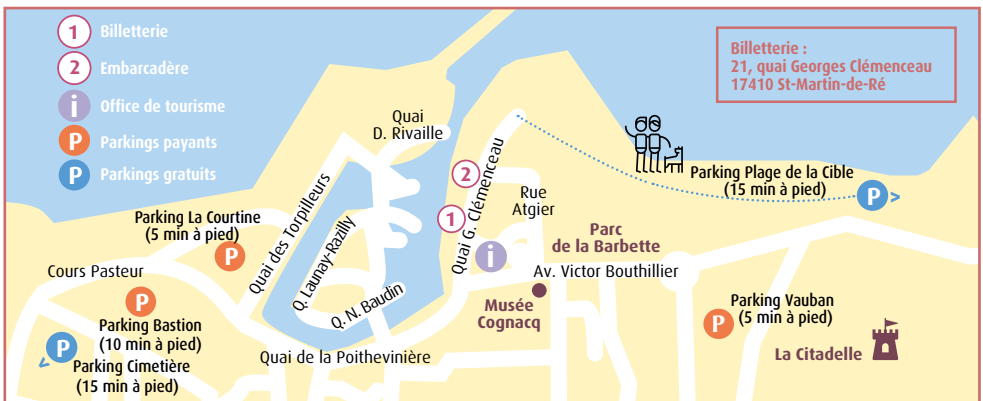 1 Billetterie
2 Embarcadère
i Office de tourisme
P Parkings payants
P Parkings gratuits
Billetterie :
21, quai Georges Clémenceau
17410 St-Martin-de-Ré
Quai
D. Rivaille
2
1
Quai G. Clémenceau
i
Rue
Atgier
Parking Plage de la Cible
(15 min à pied)
P >
Parc
de la Barbette
Av. Victor Bouthillier
Musée
Cognacq
Parking La Courtine
(5 min à pied)
P
Quai des Torpilleurs
Q. Launay-Razilly
Q. N. Baudin
Quai de la Poithevinière
Cours Pasteur
P
Parking Bastion
(10 min à pied)
P
Parking Cimetière
(15 min à pied)
P
Parking Vauban
(5 min à pied)
La Citadelle